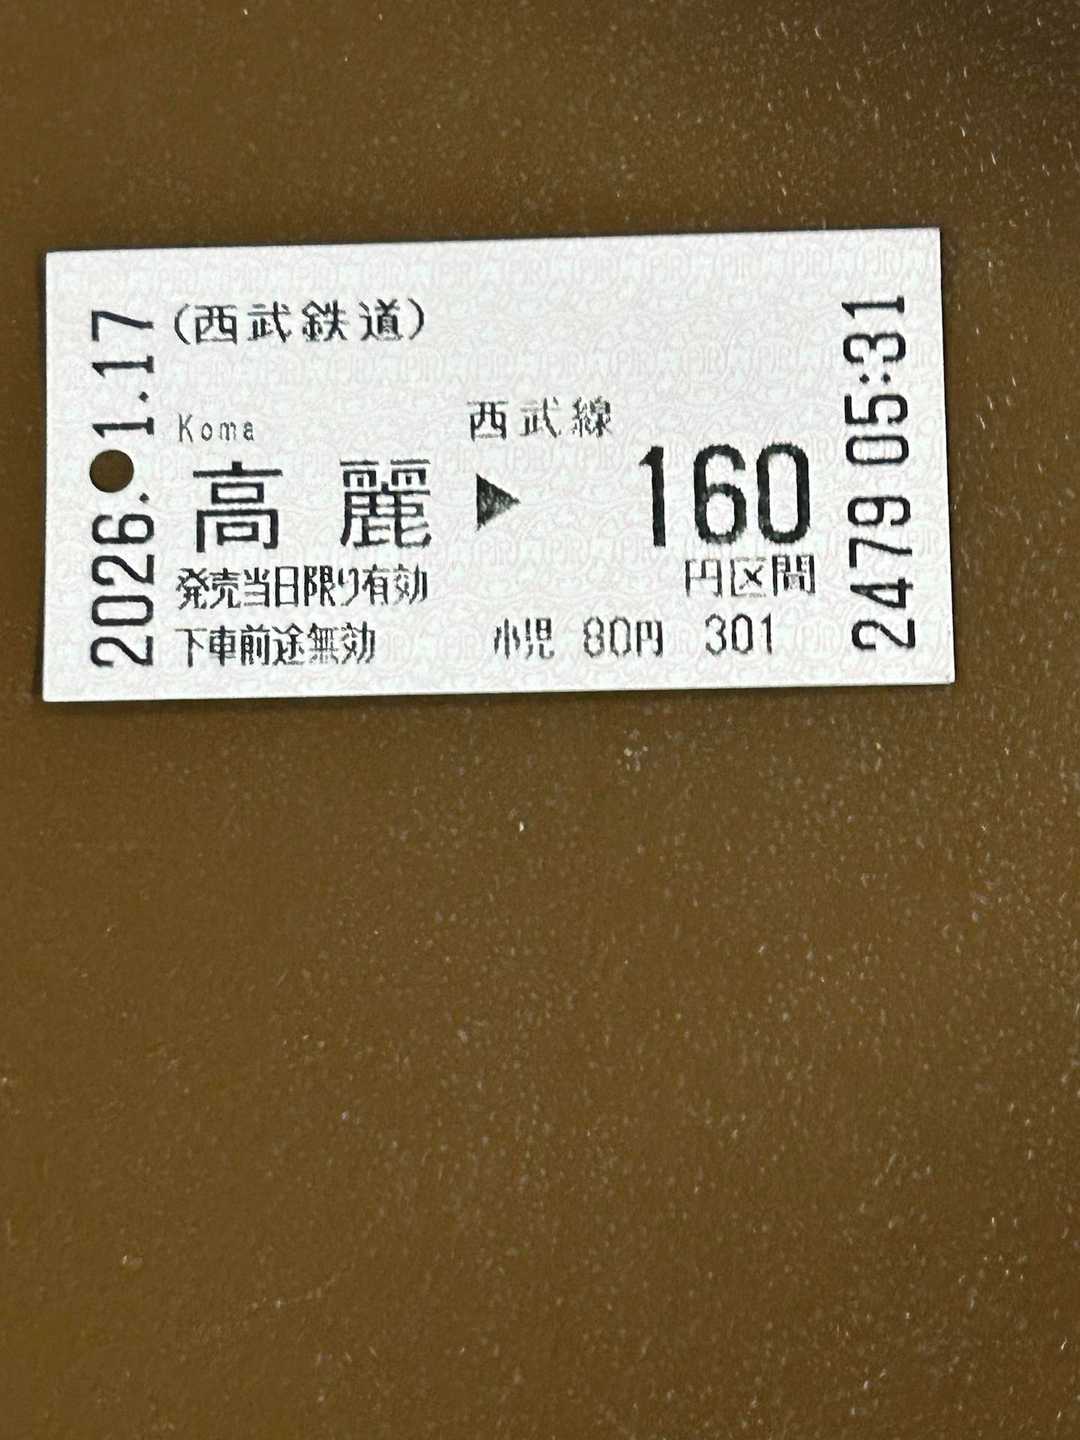 (西武鉄道)
2026.-1.17
Koma
西武線
高麗▶160
円区間
発売当日限り有効
下車前途無効
小児 80円 301
2479 05:31